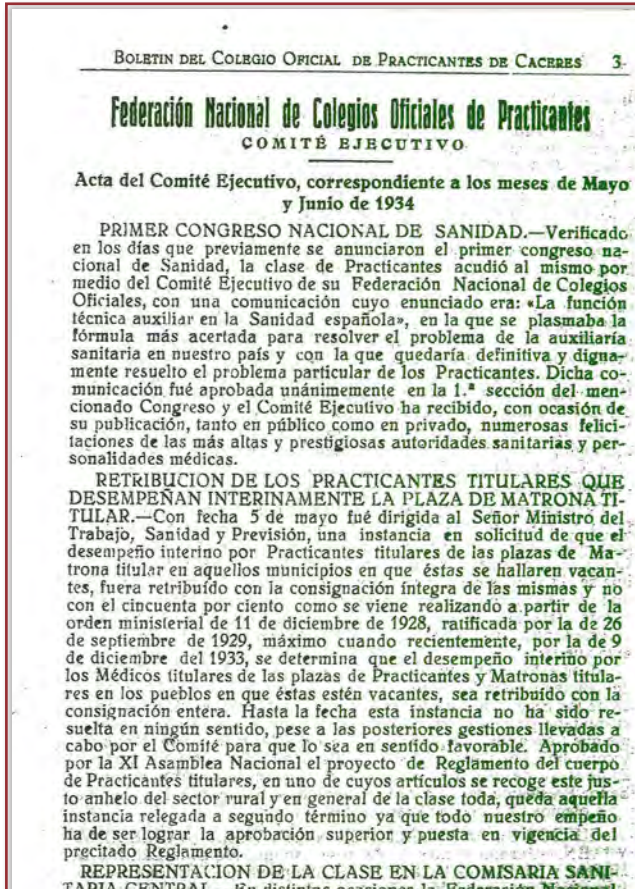 BOLETIN DEL COLEGIO OFICIAL DE PRACTICANTES DE CACERES 3
Federación Nacional de Colegios Oficiales de Practicantes
COMITÉ EJECUTIVO
Acta del Comité Ejecutivo, correspondiente a los meses de Mayo
y Junio de 1934
PRIMER CONGRESO NACIONAL DE SANIDAD.—Verificado
en los días que previamente se anunciaron el primer congreso na-
cional de Sanidad, la clase de Practicantes acudió al mismo por
medio del Comité Ejecutivo de su Federación Nacional de Colegios
Oficiales, con una comunicación cuyo enunciado era: «La función
técnica auxiliar en la Sanidad española», en la que se plasmaba la
fórmula más acertada para resolver el problema de la auxiliaría
sanitaria en nuestro país y con la que quedaría definitiva y digna-
mente resuelto el problema particular de los Practicantes. Dicha co-
municación fué aprobada unánimemente en la 1.ª sección del men-
cionado Congreso y el Comité Ejecutivo ha recibido, con ocasión de
su publicación, tanto en público como en privado, numerosas felici-
taciones de las más altas y prestigiosas autoridades sanitarias y per-
sonalidades médicas.
RETRIBUCION DE LOS PRACTICANTES TITULARES QUE
DESEMPEÑAN INTERINAMENTE LA PLAZA DE MATRONA TI-
TULAR.—Con fecha 5 de mayo fué dirigida al Señor Ministro del
Trabajo, Sanidad y Previsión, una instancia en solicitud de que el
desempeño interino por Practicantes titulares de las plazas de Ma-
trona titular en aquellos municipios en que éstas se hallaren vacan-
tes, fuera retribuído con la consignación íntegra de las mismas y no
con el cincuenta por ciento como se viene realizando a partir de la
orden ministerial de 11 de diciembre de 1928, ratificada por la de 26
de septiembre de 1929, máximo cuando recientemente, por la de 9
de diciembre del 1933, se determina que el desempeño interino por
los Médicos titulares de las plazas de Practicantes y Matronas titula-
res en los pueblos en que éstas estén vacantes, sea retribuído con la
consignación entera. Hasta la fecha esta instancia no ha sido re-
suelta en ningún sentido, pese a las posteriores gestiones llevadas a
cabo por el Comité para que lo sea en sentido favorable. Aprobado
por la XI Asamblea Nacional el proyecto de Reglamento del cuerpo
de Practicantes titulares, en uno de cuyos artículos se recoge este jus-
to anhelo del sector rural y en general de la clase toda, queda aquella
instancia relegada a segundo término ya que todo nuestro empeño
ha de ser lograr la aprobación superior y puesta en vigencia del
precitado Reglamento.
REPRESENTACION DE LA CLASE EN LA COMISARIA SANI-
TARIA CENTRAL.—En distintas ocasiones la Federación Nacional